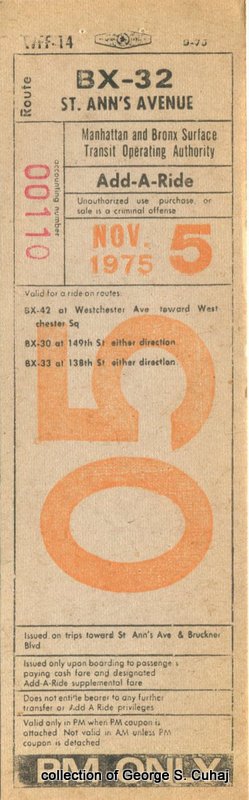 9-75
Route
BX-32
ST. ANN'S AVENUE
Manhattan and Bronx Surface
Transit Operating Authority
accounting number
00110
Add-A-Ride
Unauthorized use purchase or
sale is a criminal offense
NOV.
1975
5
Valid for a ride on routes:
BX-42 at Westchester Ave toward West
chester Sq
BX-30 at 149th St either direction
BX-33 at 138th St either direction
05
Issued on trips toward St Ann's Ave & Bruckner
Blvd
Issued only upon boarding to passenger s
paying cash fare and designated
Add-A-Ride supplemental fare
Does not entitle bearer to any further
transfer or Add A Ride privileges
Valid only in PM when PM coupon is
attached Not valid in AM unless PM
coupon is detached
PM ONLY
collection of George S. Cuhaj